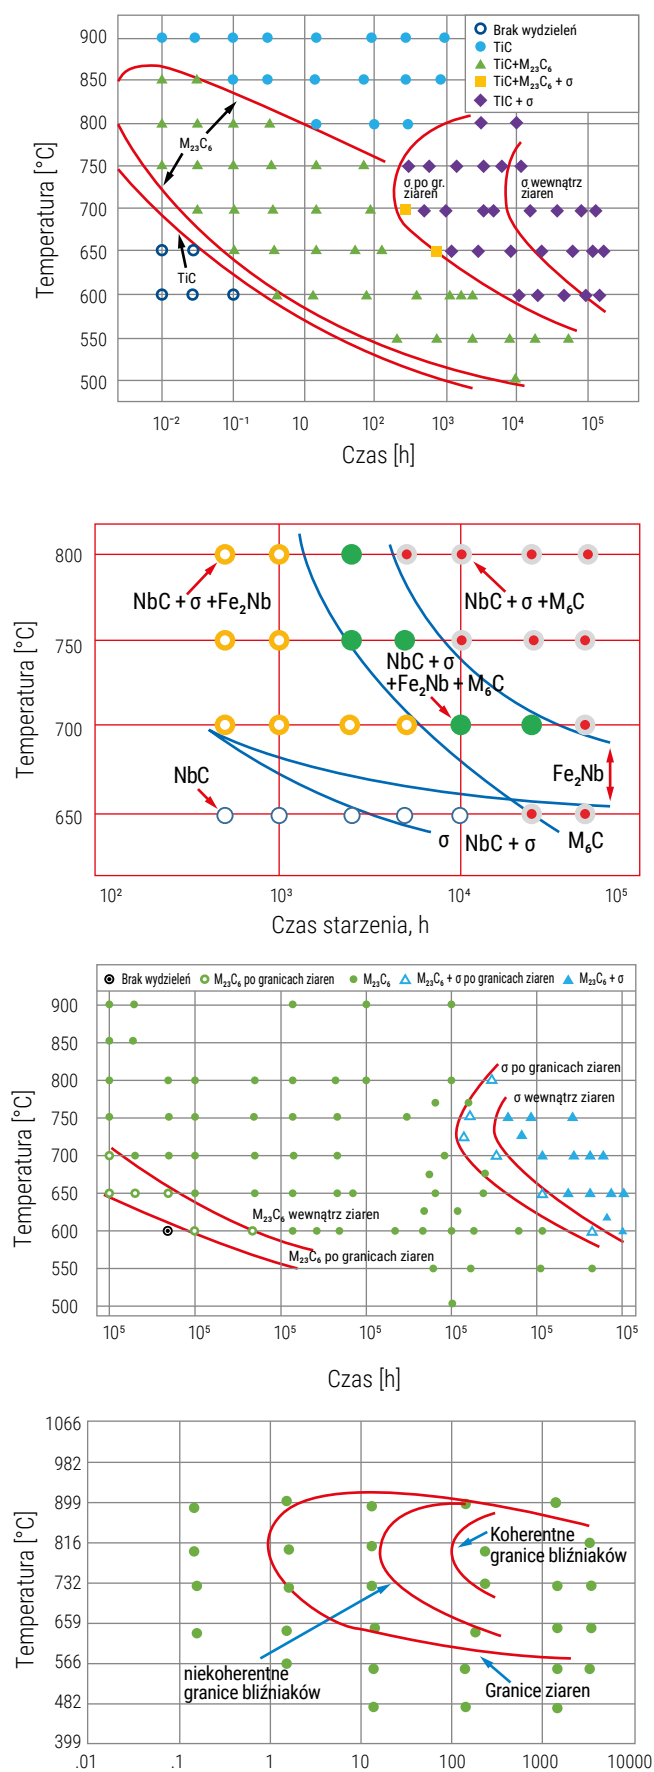 Brak wydzieleń
TiC
TiC+M₂₃C₆
TiC+M₂₃C₆ + σ
TIC + σ
900
850
800
750
700
650
600
550
500
Temperatura [°C]
M₂₃C₆
TiC
σ po gr.
ziaren
σ wewnątrz
ziaren
10⁻² 10⁻¹ 10 10² 10³ 10⁴ 10⁵
Czas [h]
800
750
700
650
Temperatura [°C]
NbC + σ +Fe₂Nb
NbC + σ +M₆C
NbC + σ
+Fe₂Nb + M₆C
NbC
Fe₂Nb
σ
NbC + σ
M₆C
10² 10³ 10⁴ 10⁵
Czas starzenia, h
Brak wydzieleń M₂₃C₆ po granicach ziaren M₂₃C₆ M₂₃C₆ + σ po granicach ziaren M₂₃C₆ + σ
900
850
800
750
700
650
600
550
500
Temperatura [°C]
σ po granicach ziaren
σ wewnątrz ziaren
M₂₃C₆ wewnątrz ziaren
M₂₃C₆ po granicach ziaren
10⁵ 10⁵ 10⁵ 10⁵ 10⁵ 10⁵ 10⁵
Czas [h]
1066
982
899
816
732
659
566
482
399
Temperatura [°C]
Koherentne
granice bliźniaków
niekoherentne
granice bliźniaków
Granice ziaren
.01 .1 1 10 100 1000 10000